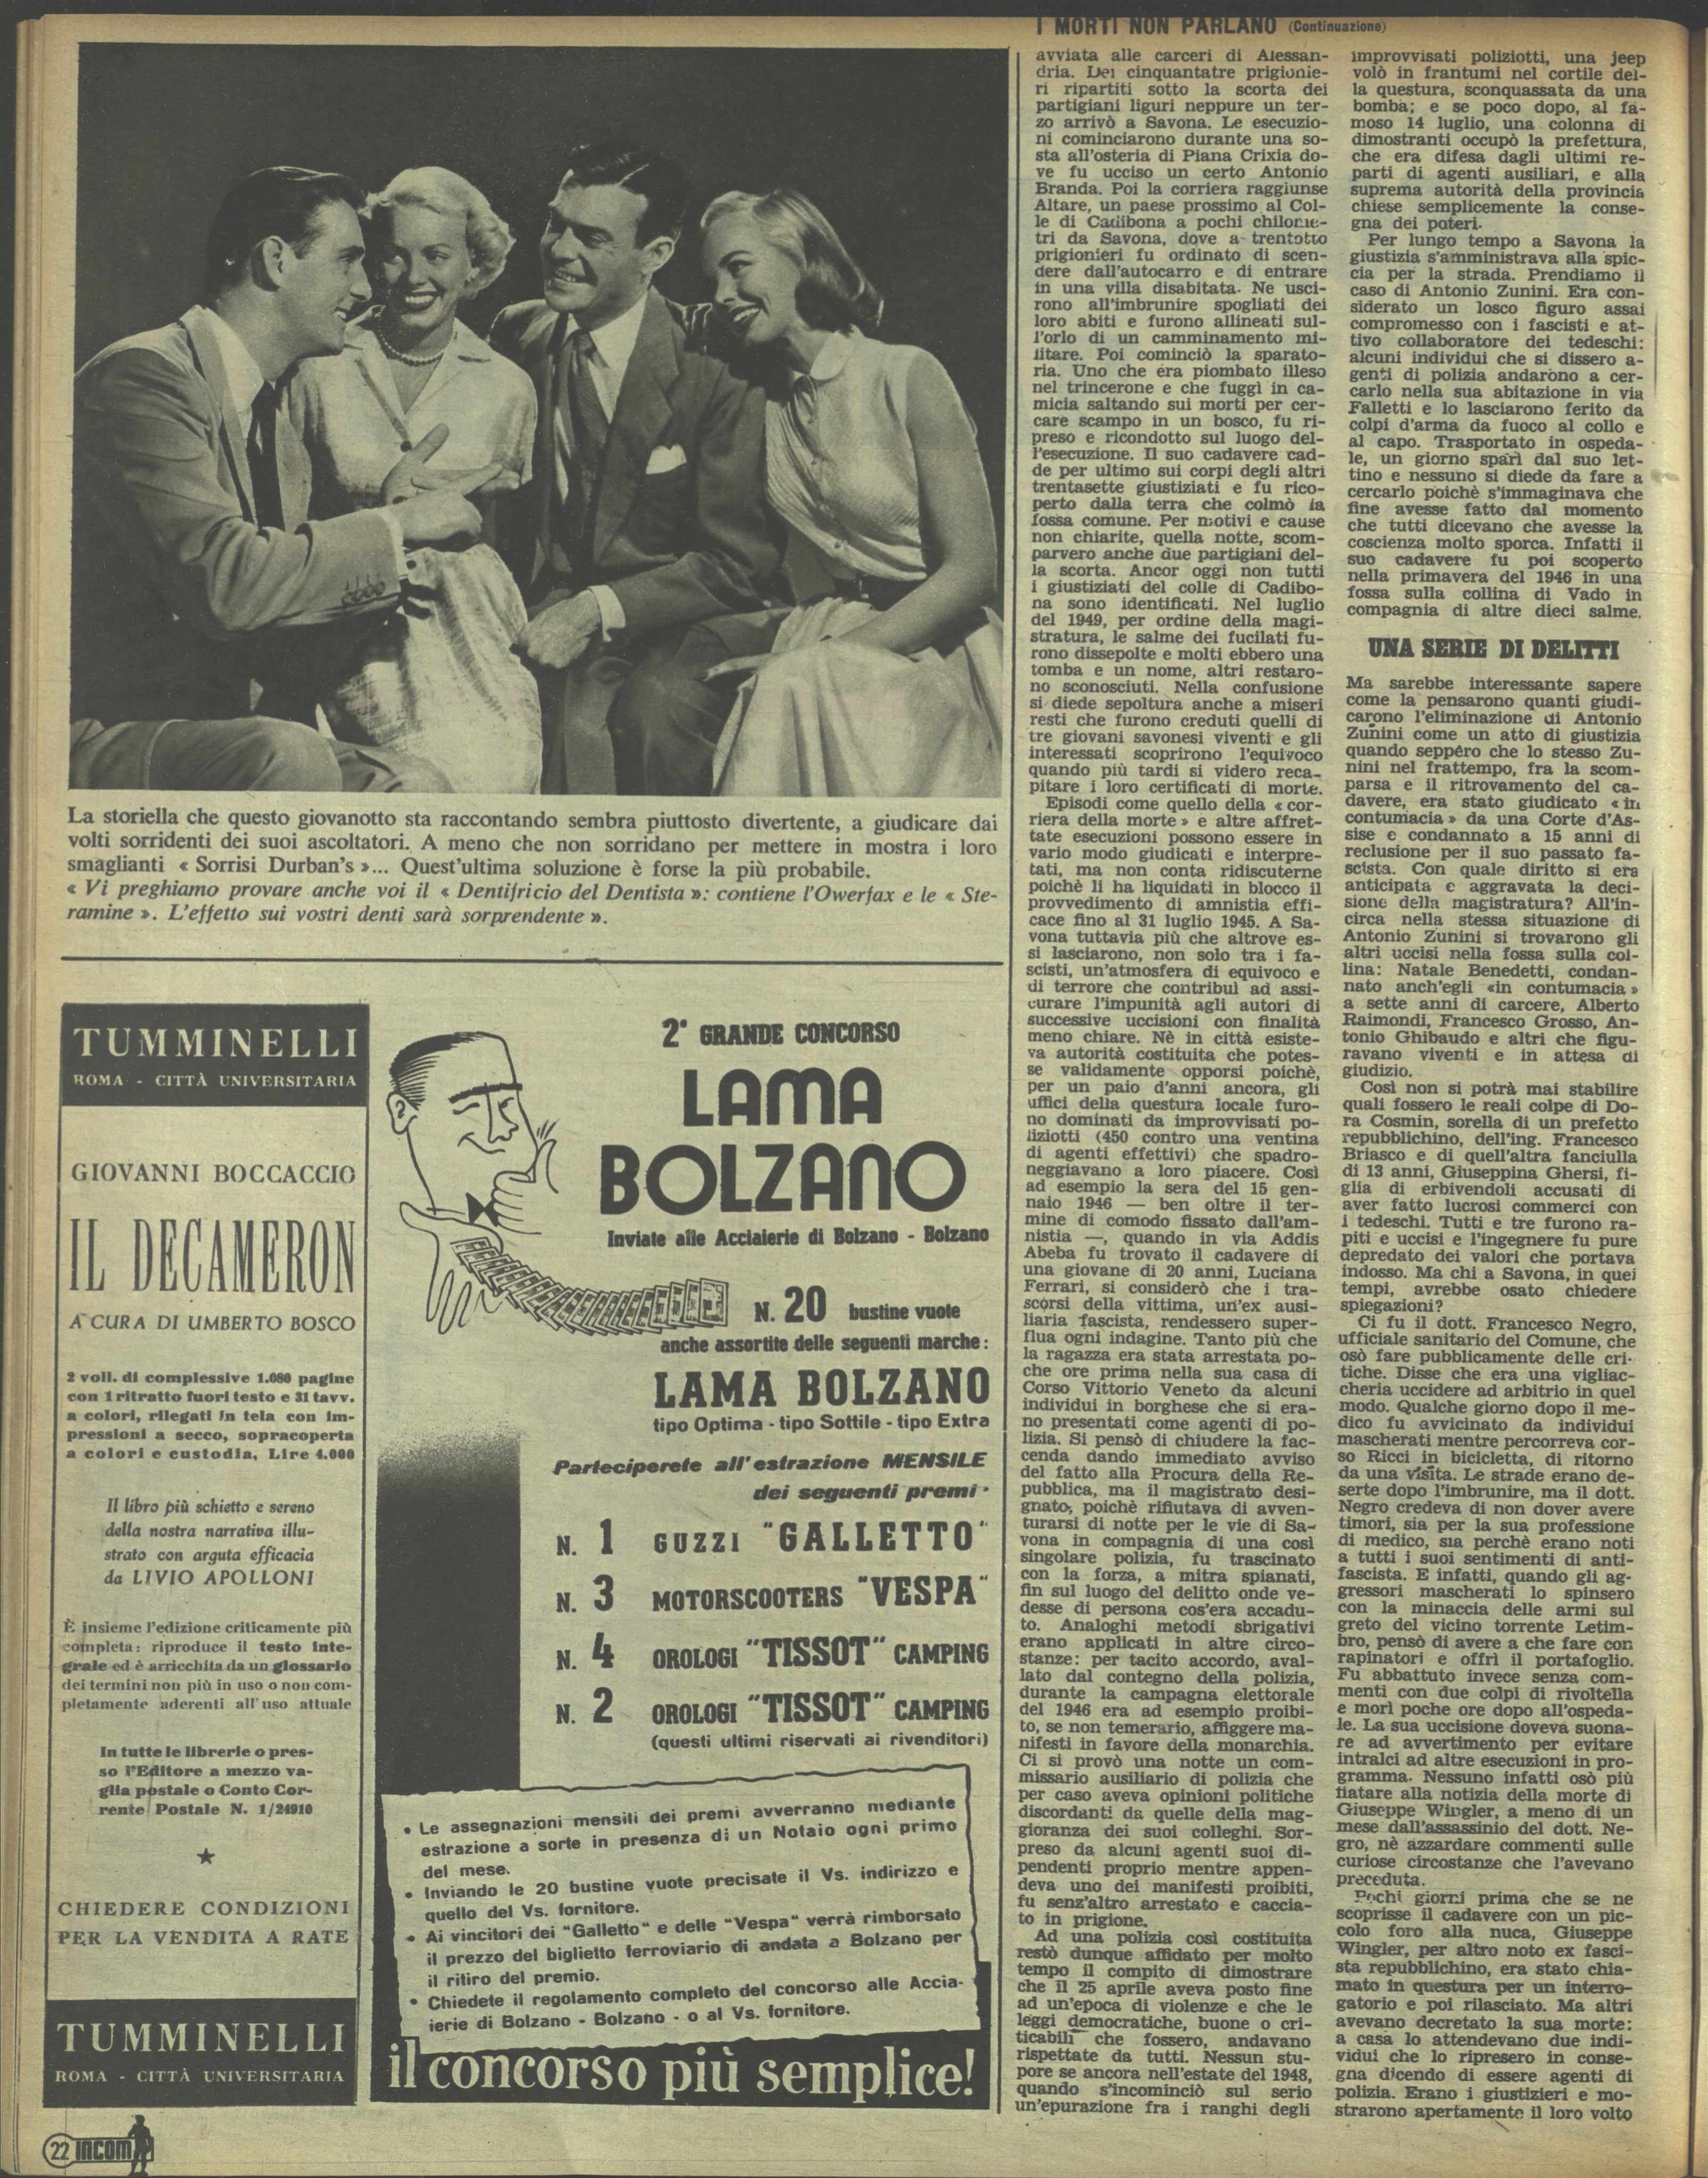 I MORTI NON PARLANO (Continuazione)
avviata alle carceri di Alessan-
dria. Dei cinquantatre prigionie-
ri ripartiti sotto la scorta dei
partigiani liguri neppure un ter-
zo arrivò a Savona. Le esecuzio-
ni cominciarono durante una so-
sta all'osteria di Piana Crixia do-
ve fu ucciso un certo Antonio
Branda. Poi la corriera raggiunse
Altare, un paese prossimo al Col-
le di Cadibona a pochi chilome-
tri da Savona, dove a trentotto
prigionieri fu ordinato di scen-
dere dall'autocarro e di entrare
in una villa disabitata. Ne usci-
rono all'imbrunire spogliati dei
loro abiti e furono allineati sul-
l'orlo di un camminamento mi-
litare. Poi cominciò la sparato-
ria. Uno che era piombato illeso
nel trincerone e che fuggì in ca-
micia saltando sui morti per cer-
care scampo in un bosco, fu ri-
preso e ricondotto sul luogo del-
l'esecuzione. Il suo cadavere cad-
de per ultimo sui corpi degli altri
trentasette giustiziati e fu rico-
perto dalla terra che colmò la
fossa comune. Per motivi e cause
non chiarite, quella notte, scom-
parvero anche due partigiani del-
la scorta. Ancor oggi non tutti
i giustiziati del colle di Cadibo-
na sono identificati. Nel luglio
del 1949, per ordine della magi-
stratura, le salme dei fucilati fu-
rono dissepolte e molti ebbero una
tomba e un nome, altri restaro-
no sconosciuti. Nella confusione
si diede sepoltura anche a miseri
resti che furono creduti quelli di
tre giovani savonesi viventi e gli
interessati scoprirono l'equivoco
quando più tardi si videro reca-
pitare i loro certificati di morte.
Episodi come quello della « cor-
riera della morte » e altre affret-
tate esecuzioni possono essere in
vario modo giudicati e interpre-
tati, ma non conta ridiscuterne
poichè li ha liquidati in blocco il
provvedimento di amnistia effi-
cace fino al 31 luglio 1945. A Sa-
vona tuttavia più che altrove es-
si lasciarono, non solo tra i fa-
scisti, un'atmosfera di equivoco e
di terrore che contribuì ad assi-
curare l'impunità agli autori di
successive uccisioni con finalità
meno chiare. Nè in città esiste-
va autorità costituita che potes-
se validamente opporsi poichè,
per un paio d'anni ancora, gli
uffici della questura locale furo-
no dominati da improvvisati po-
liziotti (450 contro una ventina
di agenti effettivi) che spadro-
neggiavano a loro piacere. Così
ad esempio la sera del 15 gen-
naio 1946 — ben oltre il ter-
mine di comodo fissato dall'am-
nistia —, quando in via Addis
Abeba fu trovato il cadavere di
una giovane di 20 anni, Luciana
Ferrari, si considerò che i tra-
scorsi della vittima, un'ex ausi-
liaria fascista, rendessero super-
flua ogni indagine. Tanto più che
la ragazza era stata arrestata po-
che ore prima nella sua casa di
Corso Vittorio Veneto da alcuni
individui in borghese che si era-
no presentati come agenti di po-
lizia. Si pensò di chiudere la fac-
cenda dando immediato avviso
del fatto alla Procura della Re-
pubblica, ma il magistrato desi-
gnato, poichè rifiutava di avven-
turarsi di notte per le vie di Sa-
vona in compagnia di una così
singolare polizia, fu trascinato
con la forza, a mitra spianati,
fin sul luogo del delitto onde ve-
desse di persona cos'era accadu-
to. Analoghi metodi sbrigativi
erano applicati in altre circo-
stanze: per tacito accordo, aval-
lato dal contegno della polizia,
durante la campagna elettorale
del 1946 era ad esempio proibi-
to, se non temerario, affiggere ma-
nifesti in favore della monarchia.
Ci si provò una notte un com-
missario ausiliario di polizia che
per caso aveva opinioni politiche
discordanti da quelle della mag-
gioranza dei suoi colleghi. Sor-
preso da alcuni agenti suoi di-
pendenti proprio mentre appen-
deva uno dei manifesti proibiti,
fu senz'altro arrestato e caccia-
to in prigione.
Ad una polizia così costituita
restò dunque affidato per molto
tempo il compito di dimostrare
che il 25 aprile aveva posto fine
ad un'epoca di violenze e che le
leggi democratiche, buone o cri-
ticabili che fossero, andavano
rispettate da tutti. Nessun stu-
pore se ancora nell'estate del 1948,
quando s'incominciò sul serio
un'epurazione fra i ranghi degli
improvvisati poliziotti, una jeep
volò in frantumi nel cortile del-
la questura, sconquassata da una
bomba; e se poco dopo, al fa-
moso 14 luglio, una colonna di
dimostranti occupò la prefettura,
che era difesa dagli ultimi re-
parti di agenti ausiliari, e alla
suprema autorità della provincia
chiese semplicemente la conse-
gna dei poteri.
Per lungo tempo a Savona la
giustizia s'amministrava alla spic-
cia per la strada. Prendiamo il
caso di Antonio Zunini. Era con-
siderato un losco figuro assai
compromesso con i fascisti e at-
tivo collaboratore dei tedeschi:
alcuni individui che si dissero a-
genti di polizia andarono a cer-
carlo nella sua abitazione in via
Falletti e lo lasciarono ferito da
colpi d'arma da fuoco al collo e
al capo. Trasportato in ospeda-
le, un giorno sparì dal suo let-
tino e nessuno si diede da fare a
cercarlo poichè s'immaginava che
fine avesse fatto dal momento
che tutti dicevano che avesse la
coscienza molto sporca. Infatti il
suo cadavere fu poi scoperto
nella primavera del 1946 in una
fossa sulla collina di Vado in
compagnia di altre dieci salme.
UNA SERIE DI DELITTI
Ma sarebbe interessante sapere
come la pensarono quanti giudi-
carono l'eliminazione di Antonio
Zunini come un atto di giustizia
quando seppero che lo stesso Zu-
nini nel frattempo, fra la scom-
parsa e il ritrovamento del ca-
davere, era stato giudicato « in
contumacia » da una Corte d'As-
sise e condannato a 15 anni di
reclusione per il suo passato fa-
scista. Con quale diritto si era
anticipata e aggravata la deci-
sione della magistratura? All'in-
circa nella stessa situazione di
Antonio Zunini si trovarono gli
altri uccisi nella fossa sulla col-
lina: Natale Benedetti, condan-
nato anch'egli «in contumacia »
a sette anni di carcere, Alberto
Raimondi, Francesco Grosso, An-
tonio Ghibaudo e altri che figu-
ravano viventi e in attesa di
giudizio.
Così non si potrà mai stabilire
quali fossero le reali colpe di Do-
ra Cosmin, sorella di un prefetto
repubblichino, dell'ing. Francesco
Briasco e di quell'altra fanciulla
di 13 anni, Giuseppina Ghersi, fi-
glia di erbivendoli accusati di
aver fatto lucrosi commerci con
i tedeschi. Tutti e tre furono ra-
piti e uccisi e l'ingegnere fu pure
depredato dei valori che portava
indosso. Ma chi a Savona, in quei
tempi, avrebbe osato chiedere
spiegazioni?
Ci fu il dott. Francesco Negro,
ufficiale sanitario del Comune, che
osò fare pubblicamente delle cri-
tiche. Disse che era una vigliac-
cheria uccidere ad arbitrio in quel
modo. Qualche giorno dopo il me-
dico fu avvicinato da individui
mascherati mentre percorreva cor-
so Ricci in bicicletta, di ritorno
da una visita. Le strade erano de-
serte dopo l'imbrunire, ma il dott.
Negro credeva di non dover avere
timori, sia per la sua professione
di medico, sia perchè erano noti
a tutti i suoi sentimenti di anti-
fascista. E infatti, quando gli ag-
gressori mascherati lo spinsero
con la minaccia delle armi sul
greto del vicino torrente Letim-
bro, pensò di avere a che fare con
rapinatori e offrì il portafoglio.
Fu abbattuto invece senza com-
menti con due colpi di rivoltella
e morì poche ore dopo all'ospeda-
le. La sua uccisione doveva suona-
re ad avvertimento per evitare
intralci ad altre esecuzioni in pro-
gramma. Nessuno infatti osò più
fiatare alla notizia della morte di
Giuseppe Wingler, a meno di un
mese dall'assassinio del dott. Ne-
gro, nè azzardare commenti sulle
curiose circostanze che l'avevano
preceduta.
Pochi giorni prima che se ne
scoprisse il cadavere con un pic-
colo foro alla nuca, Giuseppe
Wingler, per altro noto ex fasci-
sta repubblichino, era stato chia-
mato in questura per un interro-
gatorio e poi rilasciato. Ma altri
avevano decretato la sua morte:
a casa lo attendevano due indi-
vidui che lo ripresero in conse-
gna dicendo di essere agenti di
polizia. Erano i giustizieri e mo-
strarono apertamente il loro volto
La storiella che questo giovanotto sta raccontando sembra piuttosto divertente, a giudicare dai
volti sorridenti dei suoi ascoltatori. A meno che non sorridano per mettere in mostra i loro
smaglianti « Sorrisi Durban's »... Quest'ultima soluzione è forse la più probabile.
« Vi preghiamo provare anche voi il « Dentifricio del Dentista »: contiene l'Owerfax e le « Ste-
ramine ». L'effetto sui vostri denti sarà sorprendente ».
TUMMINELLI
ROMA - CITTÀ UNIVERSITARIA
GIOVANNI BOCCACCIO
IL DECAMERON
A CURA DI UMBERTO BOSCO
2 voll. di complessive 1.080 pagine
con 1 ritratto fuori testo e 31 tavv.
a colori, rilegati in tela con im-
pressioni a secco, sopracoperta
a colori e custodia, Lire 4.000
Il libro più schietto e sereno
della nostra narrativa illu-
strato con arguta efficacia
da LIVIO APOLLONI
È insieme l'edizione criticamente più
completa: riproduce il testo inte-
grale ed è arricchita da un glossario
dei termini non più in uso o non com-
pletamente aderenti all'uso attuale
In tutte le librerie o pres-
so l'Editore a mezzo va-
glia postale o Conto Cor-
rente Postale N. 1/24910
CHIEDERE CONDIZIONI
PER LA VENDITA A RATE
TUMMINELLI
ROMA - CITTÀ UNIVERSITARIA
2° GRANDE CONCORSO
LAMA
BOLZANO
Inviate alle Acciaierie di Bolzano - Bolzano
N. 20 bustine vuote
anche assortite delle seguenti marche:
LAMA BOLZANO
tipo Optima - tipo Sottile - tipo Extra
Parteciperete all'estrazione MENSILE
dei seguenti premi:
N. 1 GUZZI "GALLETTO"
N. 3 MOTORSCOOTERS "VESPA"
N. 4 OROLOGI "TISSOT" CAMPING
N. 2 OROLOGI "TISSOT" CAMPING
(questi ultimi riservati ai rivenditori)
• Le assegnazioni mensili dei premi avverranno mediante
estrazione a sorte in presenza di un Notaio ogni primo
del mese.
• Inviando le 20 bustine vuote precisate il Vs. indirizzo e
quello del Vs. fornitore.
• Ai vincitori dei "Galletto" e delle "Vespa" verrà rimborsato
il prezzo del biglietto ferroviario di andata a Bolzano per
il ritiro del premio.
• Chiedete il regolamento completo del concorso alle Accia-
ierie di Bolzano - Bolzano - o al Vs. fornitore.
il concorso più semplice!
22 INCOM